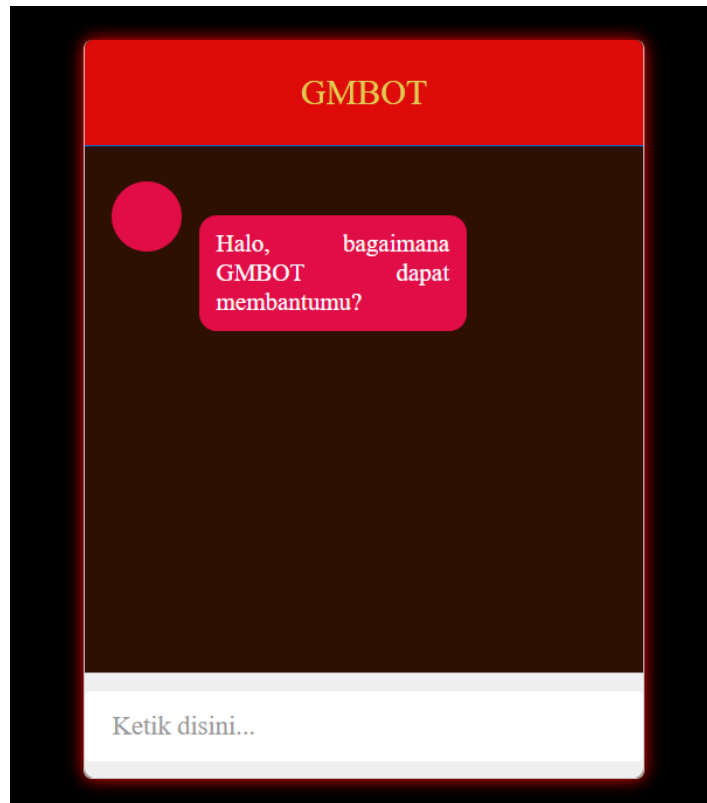 GMBOT
Halo, bagaimana
GMBOT dapat
membantumu?
Ketik disini...